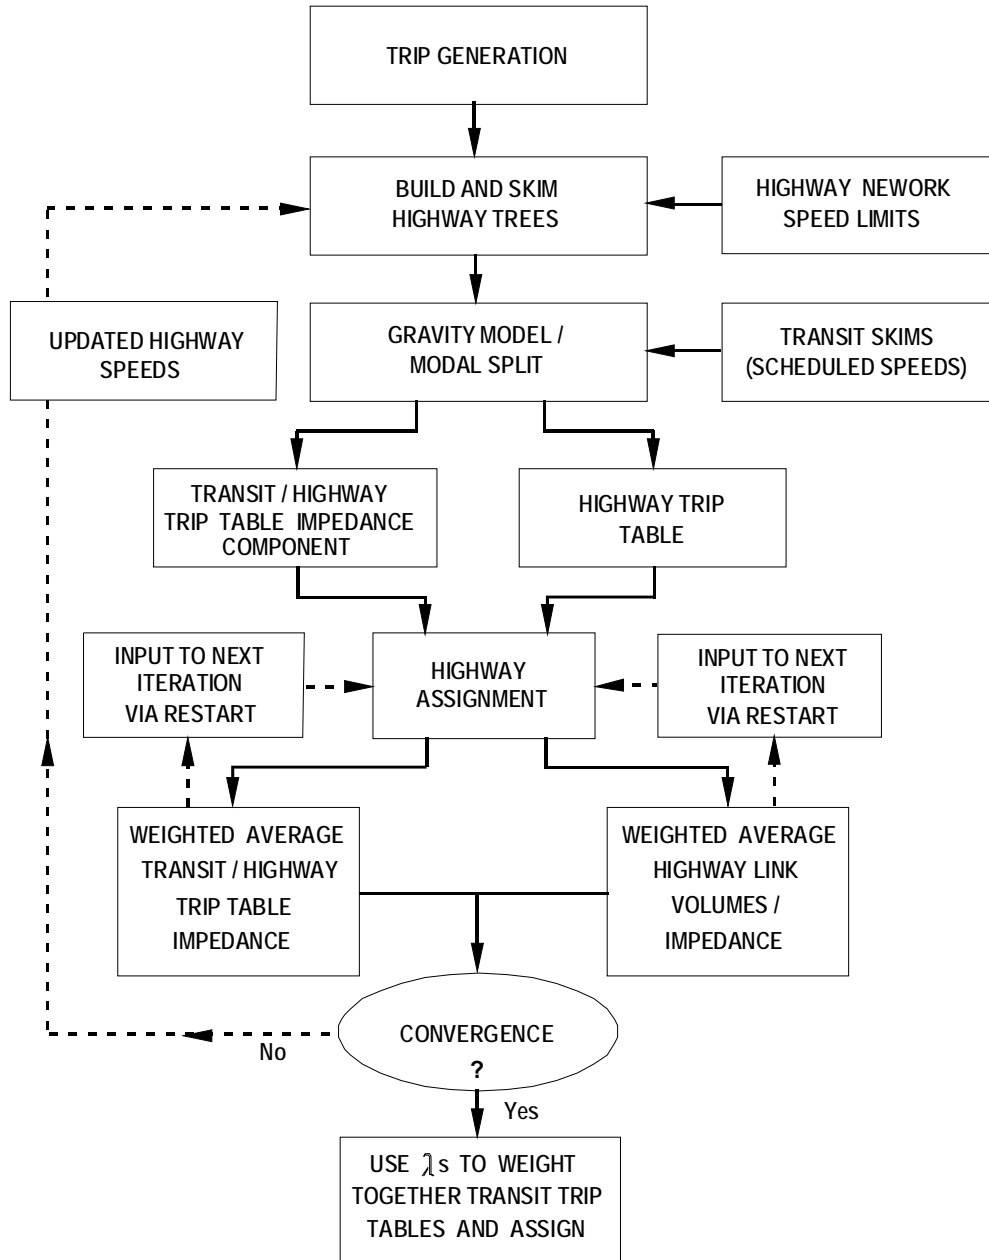 TRIP GENERATION
BUILD AND SKIM
HIGHWAY TREES
HIGHWAY NEWORK
SPEED LIMITS
UPDATED HIGHWAY
SPEEDS
GRAVITY MODEL /
MODAL SPLIT
TRANSIT SKIMS
(SCHEDULED SPEEDS)
TRANSIT / HIGHWAY
TRIP TABLE IMPEDANCE
COMPONENT
HIGHWAY TRIP
TABLE
INPUT TO NEXT
ITERATION
VIA RESTART
HIGHWAY
ASSIGNMENT
INPUT TO NEXT
ITERATION
VIA RESTART
WEIGHTED AVERAGE
TRANSIT / HIGHWAY
TRIP TABLE
IMPEDANCE
WEIGHTED AVERAGE
HIGHWAY LINK
VOLUMES /
IMPEDANCE
CONVERGENCE
?
No
Yes
USE λs TO WEIGHT
TOGETHER TRANSIT TRIP
TABLES AND ASSIGN